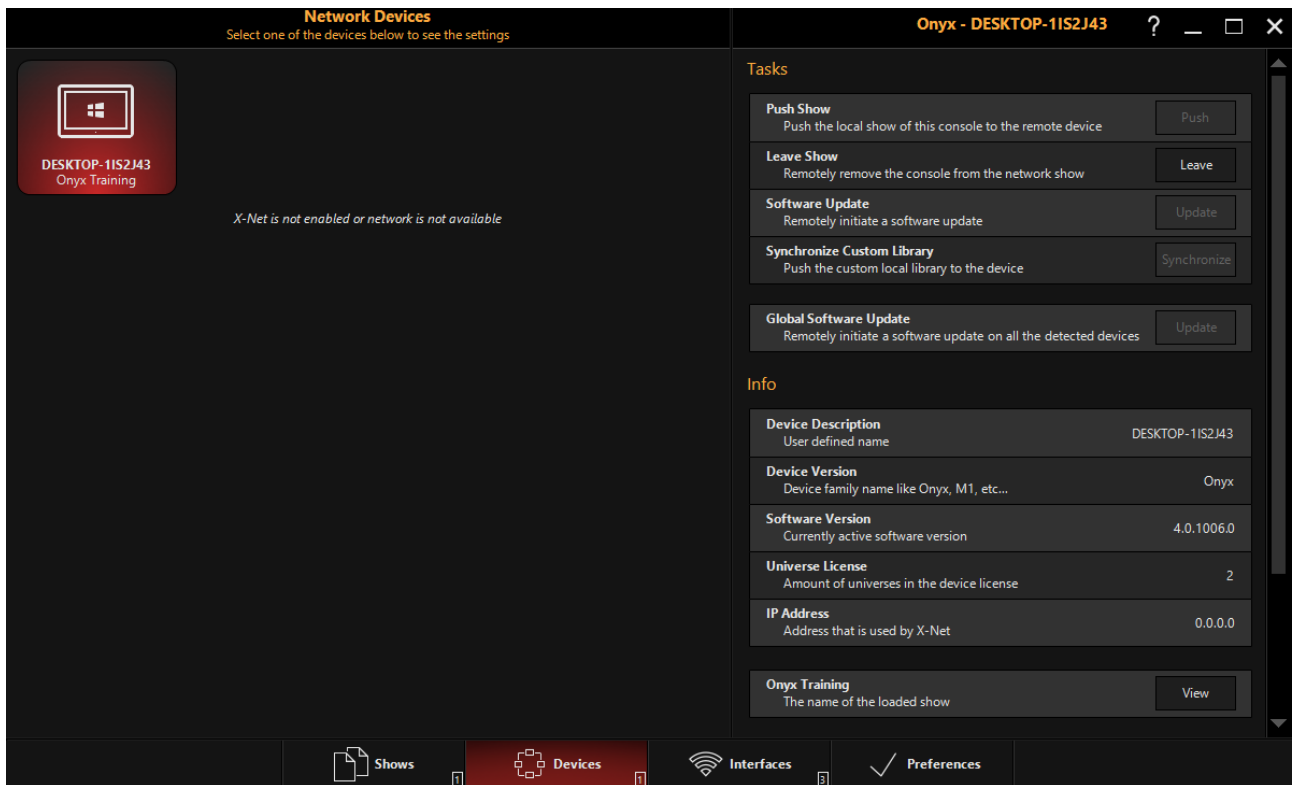 Network Devices
Select one of the devices below to see the settings
Onyx - DESKTOP-1IS2J43
?
DESKTOP-1IS2J43
Onyx Training
X-Net is not enabled or network is not available
Tasks
Push Show
Push the local show of this console to the remote device
Push
Leave Show
Remotely remove the console from the network show
Leave
Software Update
Remotely initiate a software update
Update
Synchronize Custom Library
Push the custom local library to the device
Synchronize
Global Software Update
Remotely initiate a software update on all the detected devices
Update
Info
Device Description
User defined name
DESKTOP-1IS2J43
Device Version
Device family name like Onyx, M1, etc...
Onyx
Software Version
Currently active software version
4.0.1006.0
Universe License
Amount of universes in the device license
2
IP Address
Address that is used by X-Net
0.0.0.0
Onyx Training
The name of the loaded show
View
Shows
1
Devices
1
Interfaces
3
Preferences